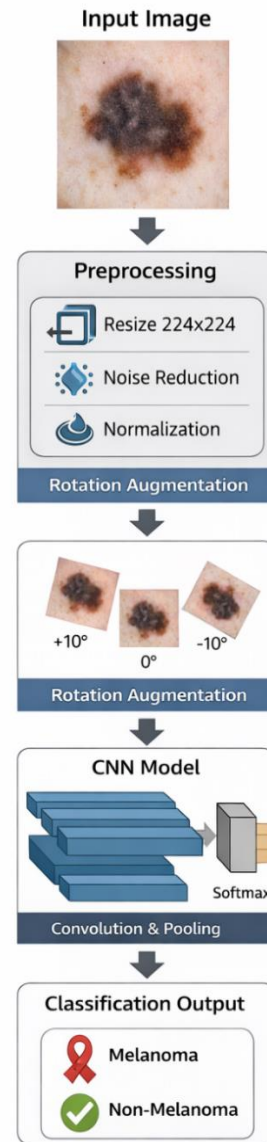 Input Image
Preprocessing
Resize 224x224
Noise Reduction
Normalization
Rotation Augmentation
+10°
0°
-10°
Rotation Augmentation
CNN Model
Softmax
Convolution & Pooling
Classification Output
Melanoma
Non-Melanoma